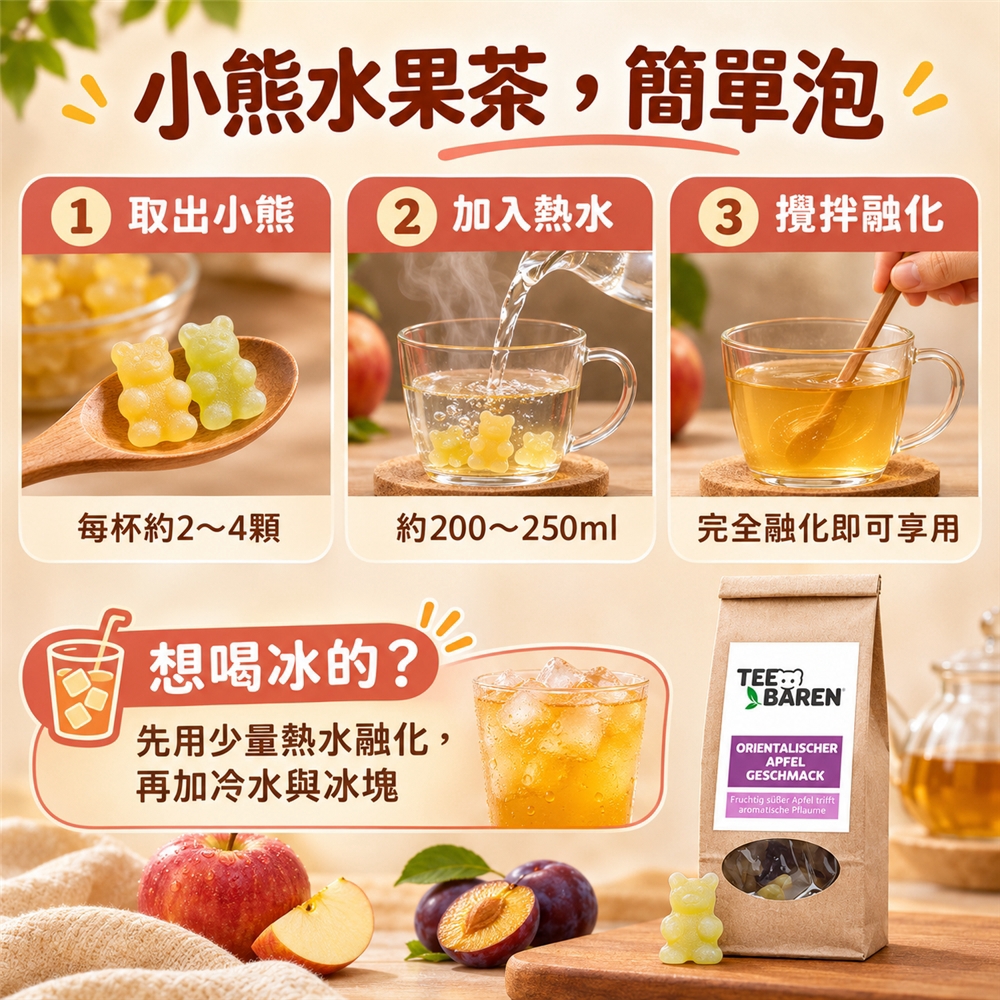 小熊水果茶，簡單泡
1 取出小熊
每杯約2～4顆
2 加入熱水
約200～250ml
3 攪拌融化
完全融化即可享用
想喝冰的？
先用少量熱水融化，
再加冷水與冰塊
TEE
BÄREN®
ORIENTALISCHER
APFEL
GESCHMACK
Fruchtig süßer Apfel trifft
aromatische Pflaume